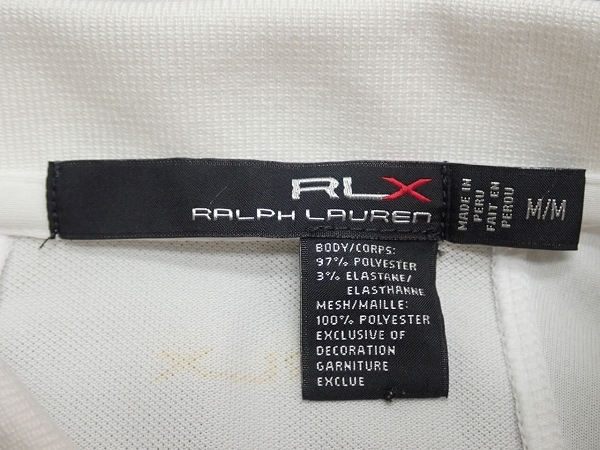 RLX
RALPH LAUREN
MADE IN
PERU
FAIT EN
PEROU
M/M
BODY/CORPS:
97% POLYESTER
3% ELASTANE/
ELASTHANNE
MESH/MAILLE:
100% POLYESTER
EXCLUSIVE OF
DECORATION
GARNITURE
EXCLUE